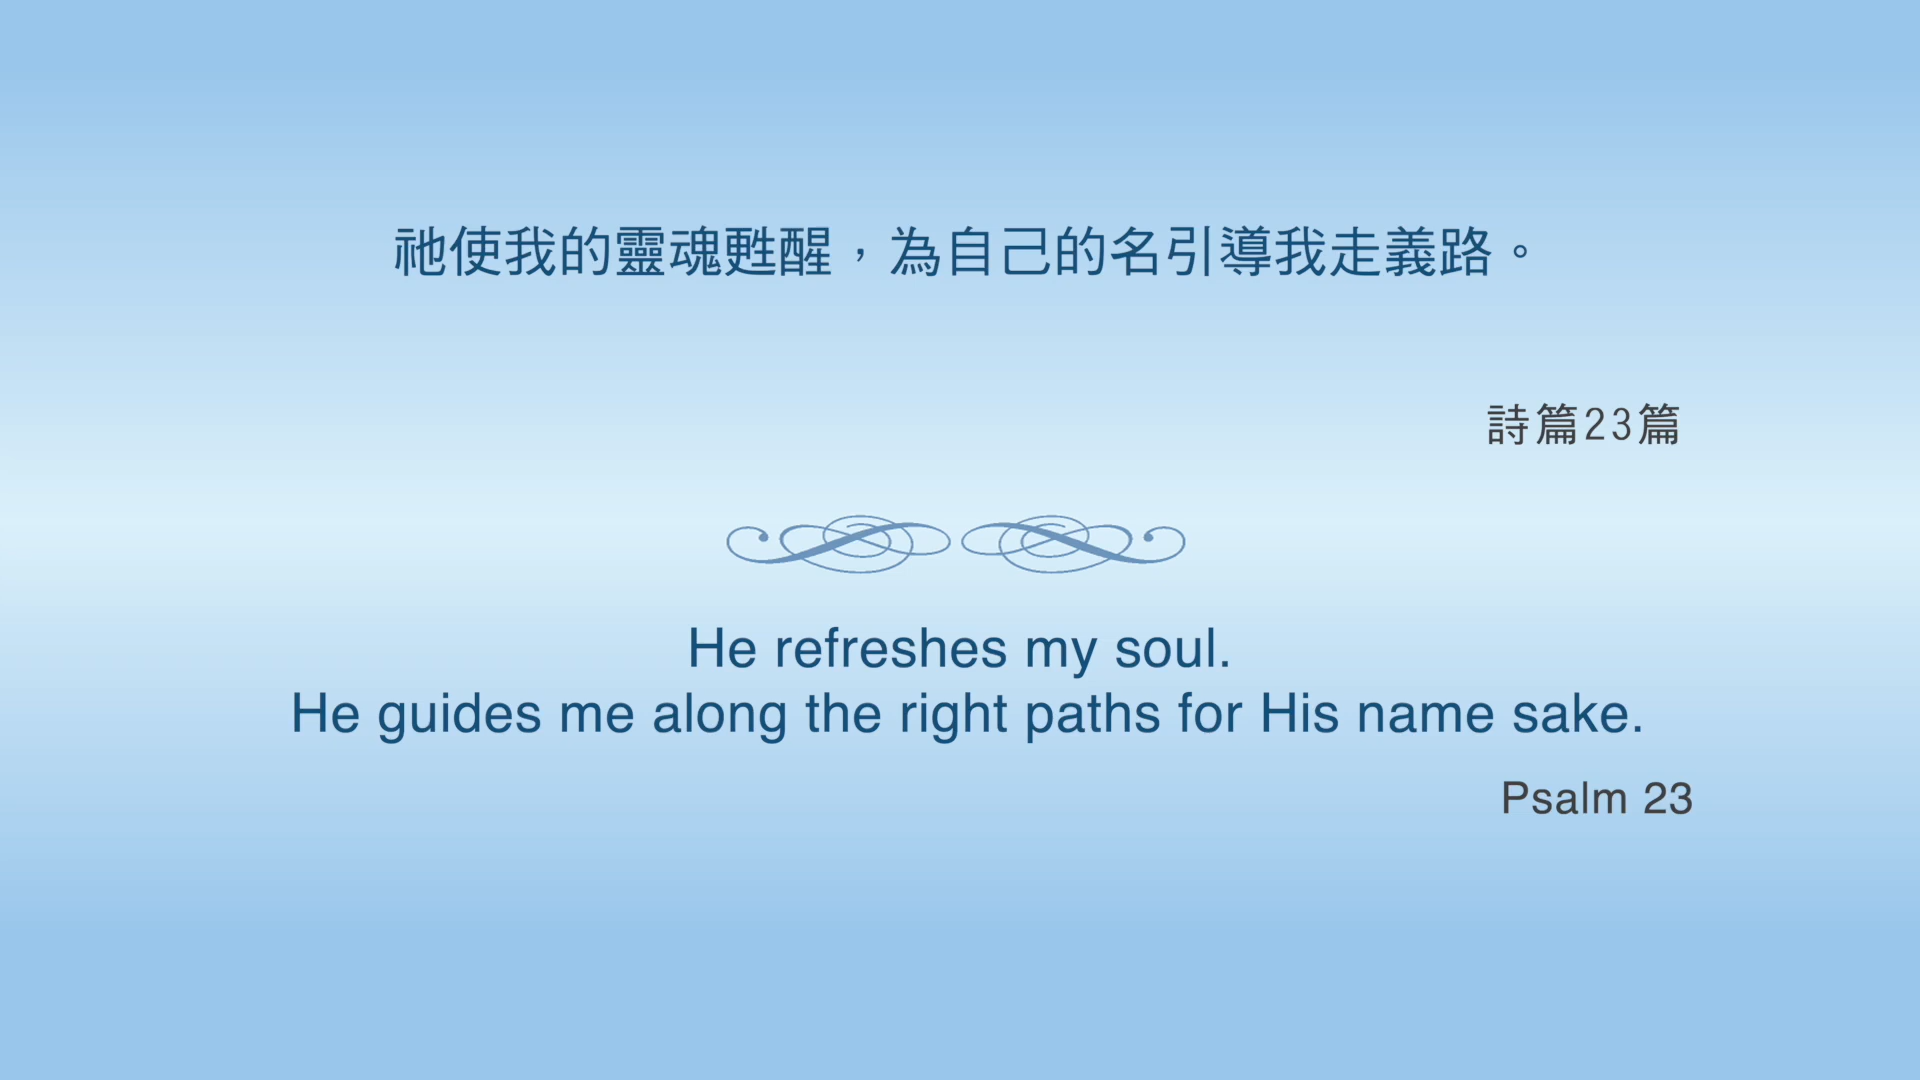 祂使我的靈魂甦醒，為自己的名引導我走義路。
詩篇23篇
He refreshes my soul.
He guides me along the right paths for His name sake.
Psalm 23